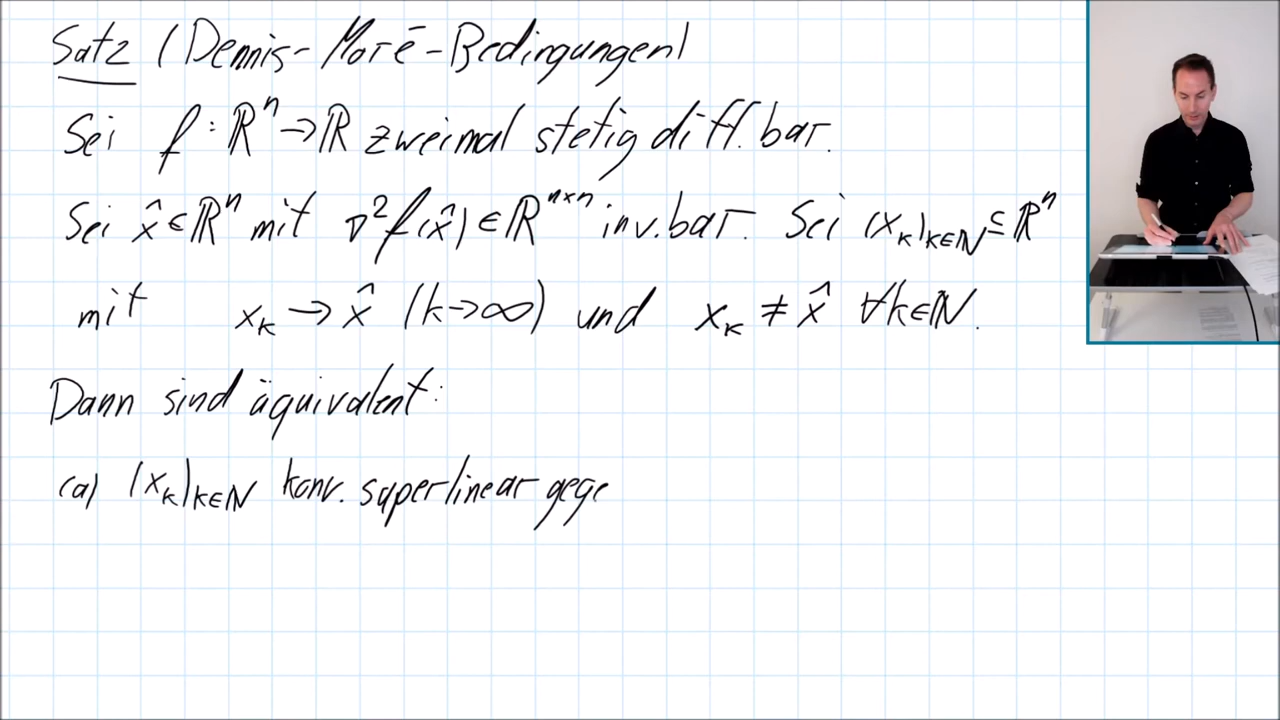 Satz (Dennis-Moré-Bedingungen)
Sei f: ℝⁿ → ℝ zweimal stetig diff.bar.
Sei x̂ ∈ ℝⁿ mit ∇²f(x̂) ∈ ℝⁿˣⁿ inv.bar. Sei (xₖ)ₖ∈ℕ ⊆ ℝⁿ
mit xₖ → x̂ (k→∞) und xₖ ≠ x̂ ∀k∈ℕ.
Dann sind äquivalent:
(a) (xₖ)ₖ∈ℕ konv. superlinear gege